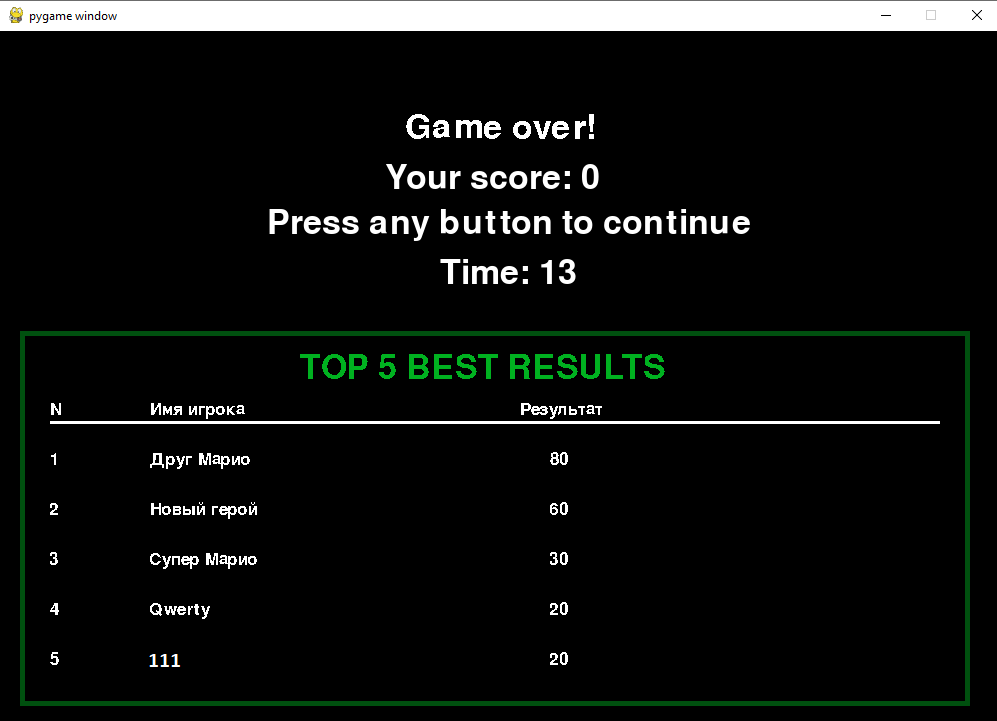 pygame window
Game over!
Your score: 0
Press any button to continue
Time: 13
TOP 5 BEST RESULTS
N Имя игрока Результат
1 Друг Марио 80
2 Новый герой 60
3 Супер Марио 30
4 Qwerty 20
5 111 20